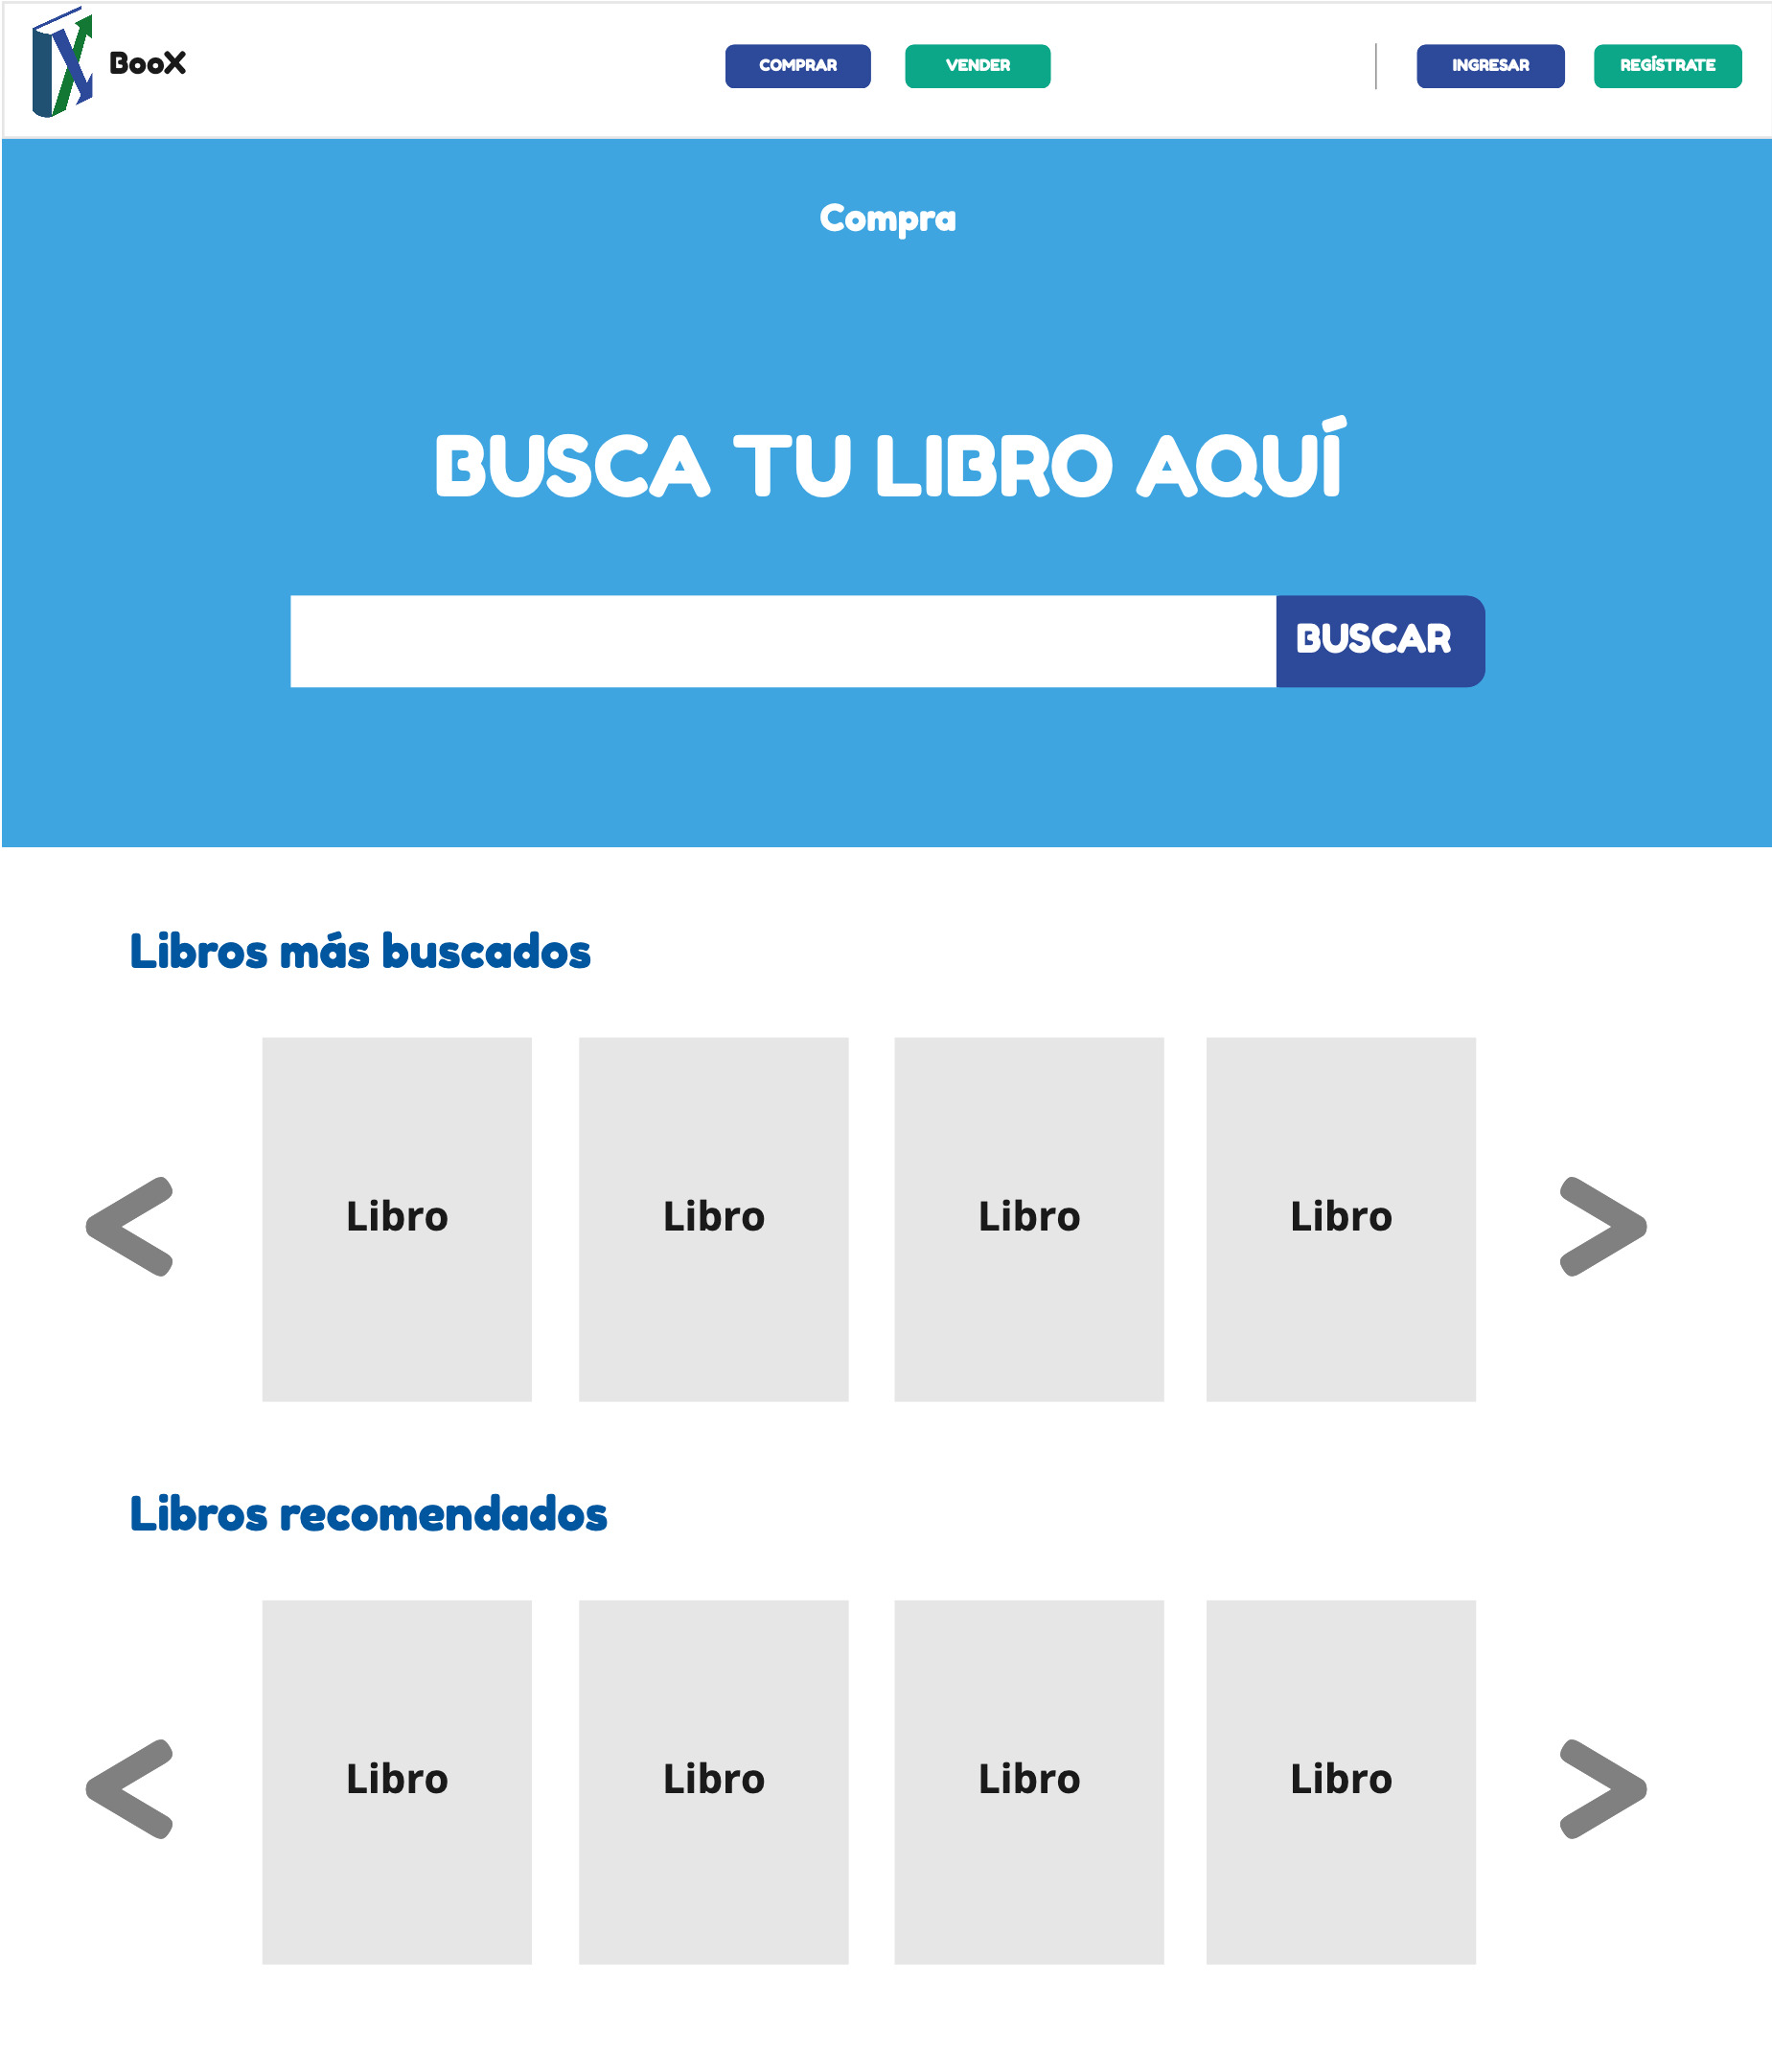 BooX
COMPRAR
VENDER
INGRESAR
REGÍSTRATE
Compra
BUSCA TU LIBRO AQUÍ
BUSCAR
Libros más buscados
<
Libro
Libro
Libro
Libro
>
Libros recomendados
<
Libro
Libro
Libro
Libro
>